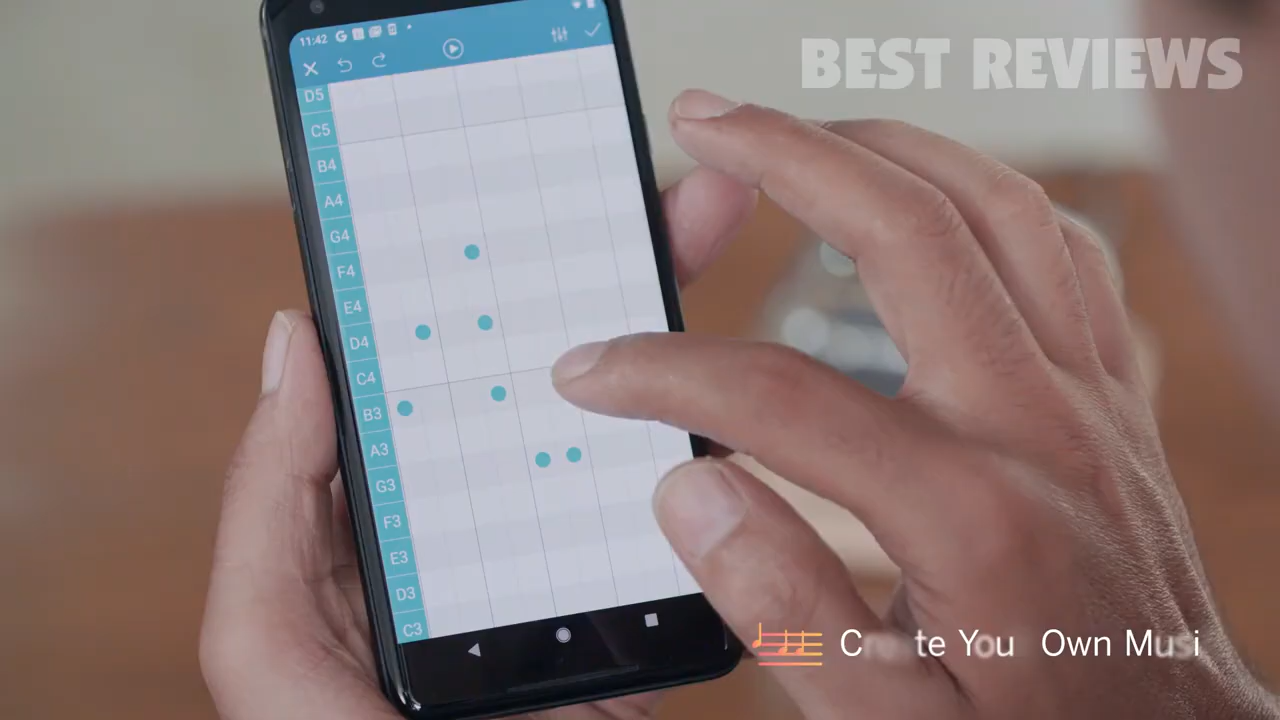 BEST REVIEWS
11:42
D5
C5
B4
A4
G4
F4
E4
D4
C4
B3
A3
G3
F3
E3
D3
C3
Own